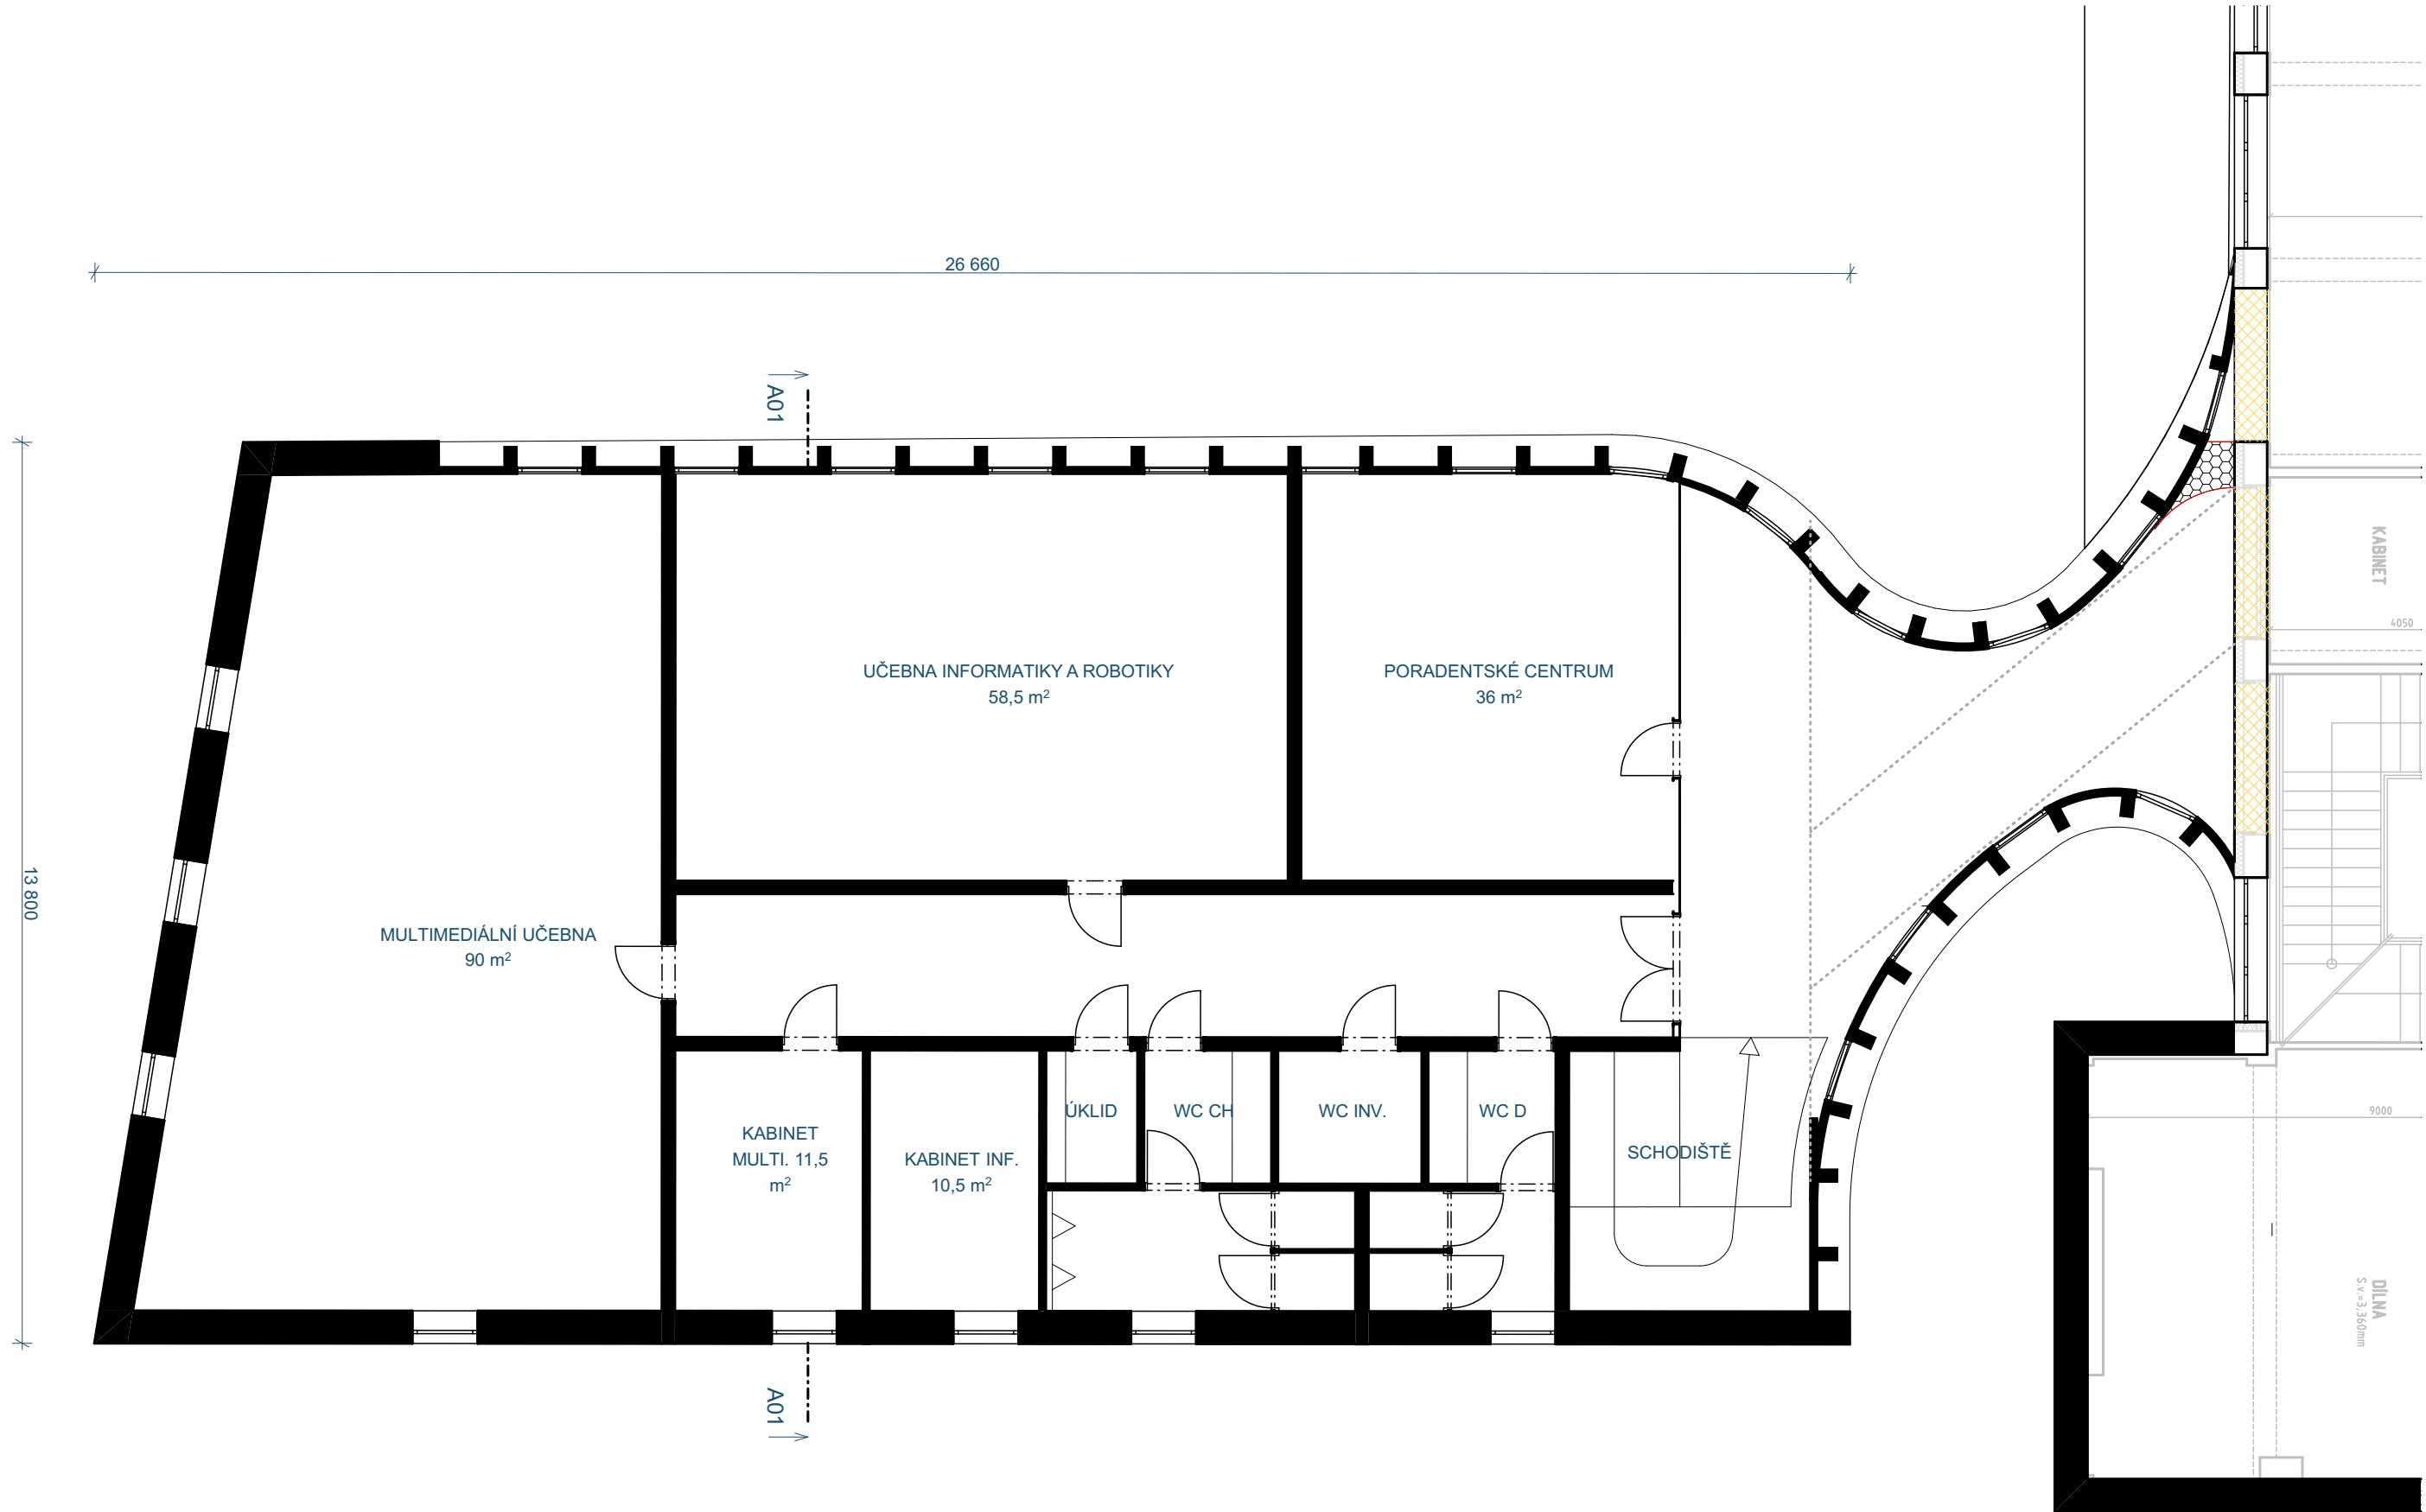 26 660
A01
KABINET
4050
UČEBNA INFORMATIKY A ROBOTIKY
58,5 m²
PORADENTSKÉ CENTRUM
36 m²
13 800
MULTIMEDIÁLNÍ UČEBNA
90 m²
ÚKLID
WC CH
WC INV.
WC D
9000
KABINET
MULTI. 11,5
m²
KABINET INF.
10,5 m²
SCHODIŠTĚ
DÍLNA
S.v.=3,360mm
A01